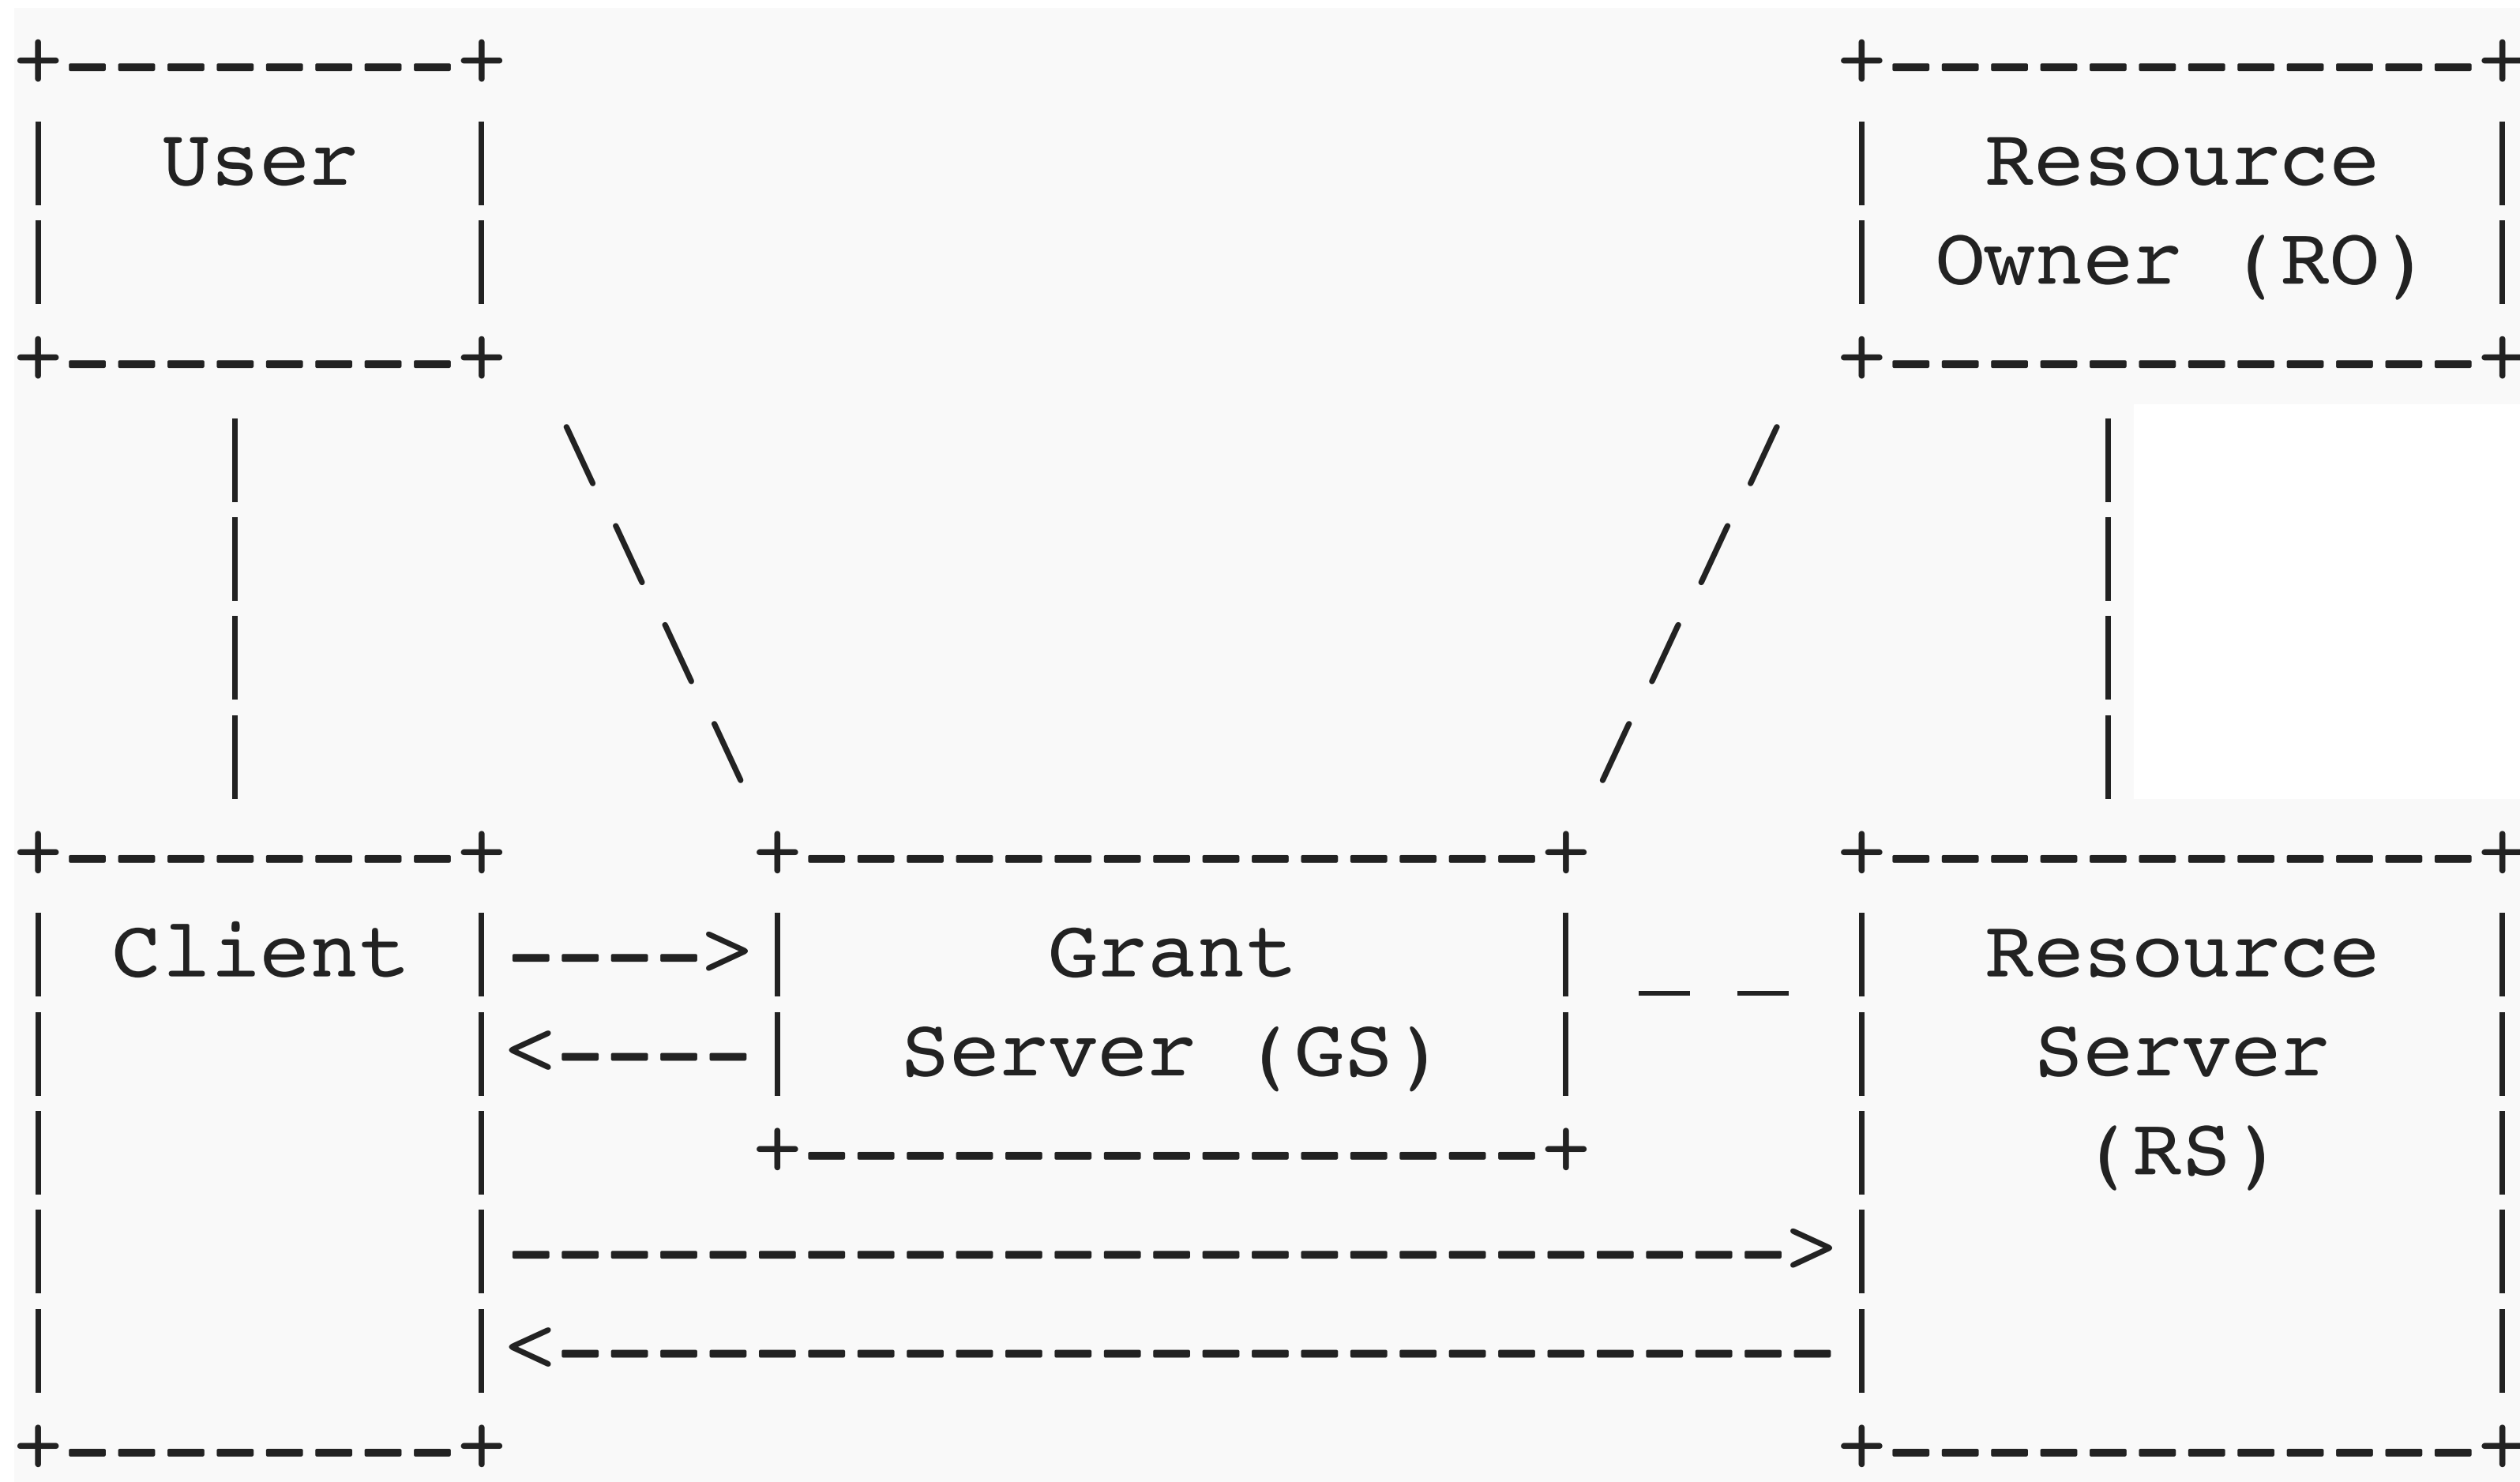 +--------+                           +------------+
|  User  |                           |  Resource  |
|        |                           | Owner (RO) |
+--------+                           +------------+
    |      \                       /      |
    |       \                     /       |
    |        \                   /        |
    |         \                 /         |
+--------+     +---------------+     +------------+
| Client |---->|     Grant     | _ _ |  Resource  |
|        |<----|  Server (GS)  |     |   Server   |
|        |     +---------------+     |    (RS)    |
|        |-------------------------->|            |
|        |<--------------------------|            |
+--------+                           +------------+